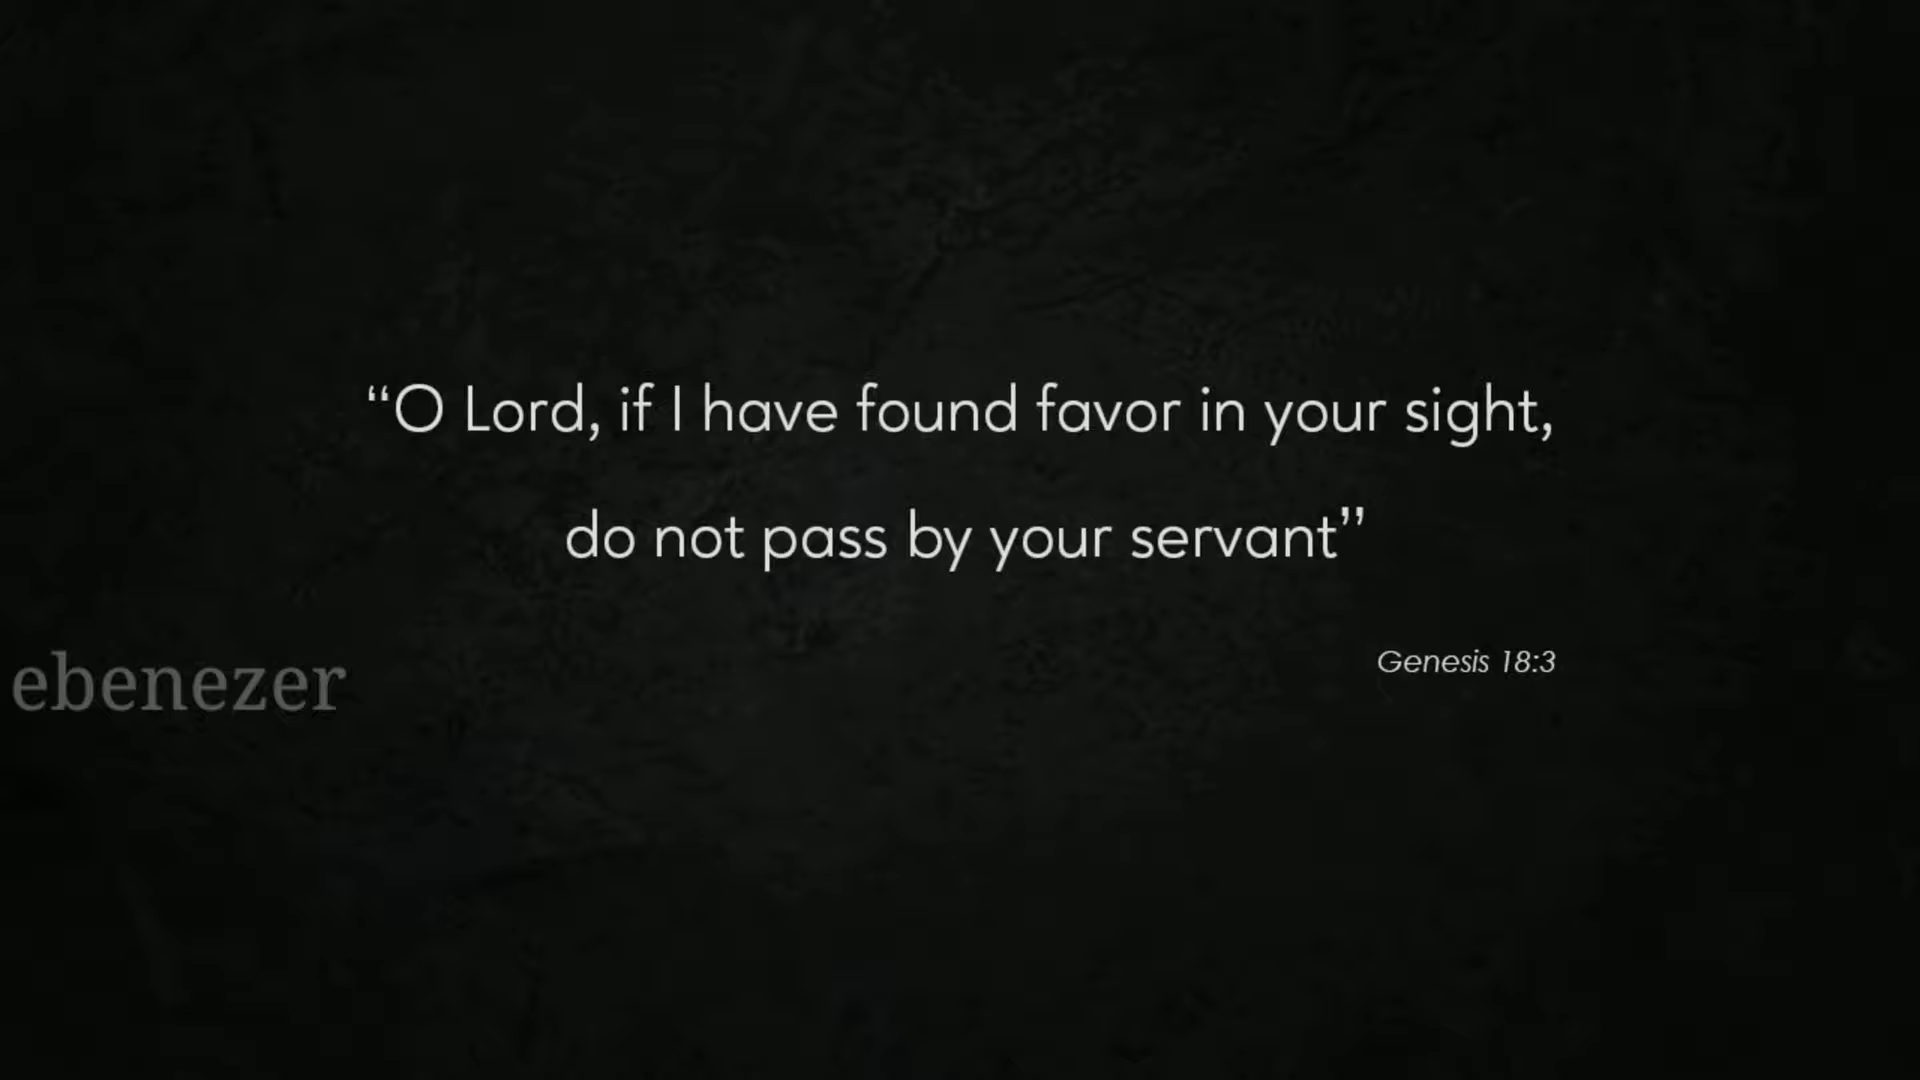 “O Lord, if I have found favor in your sight,
do not pass by your servant”
Genesis 18:3
ebenezer